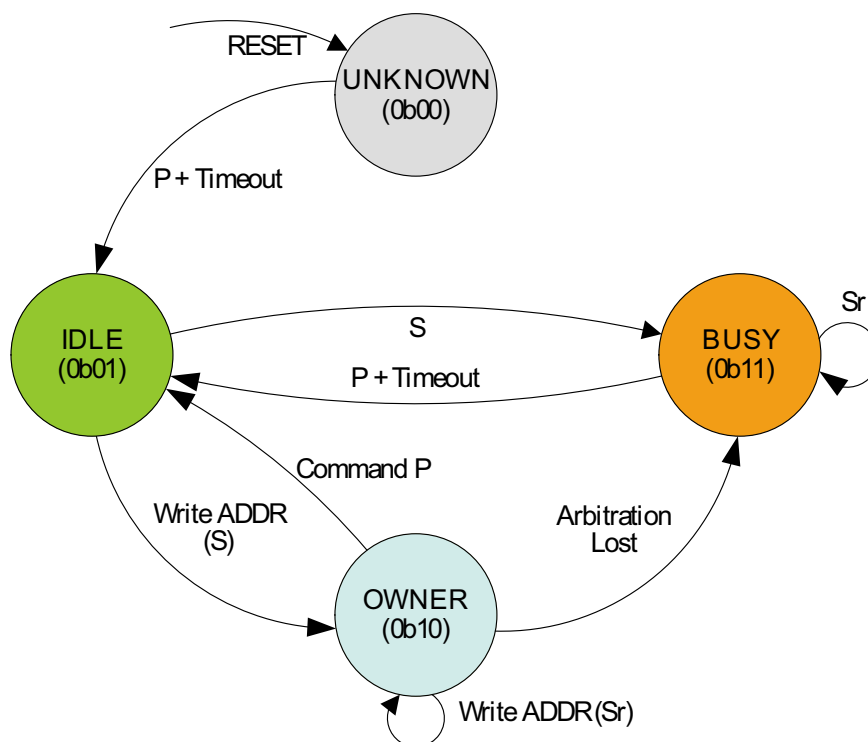 RESET
UNKNOWN
(0b00)
P + Timeout
IDLE
(0b01)
S
BUSY
(0b11)
Sr
P + Timeout
Command P
Write ADDR
(S)
Arbitration
Lost
OWNER
(0b10)
Write ADDR(Sr)